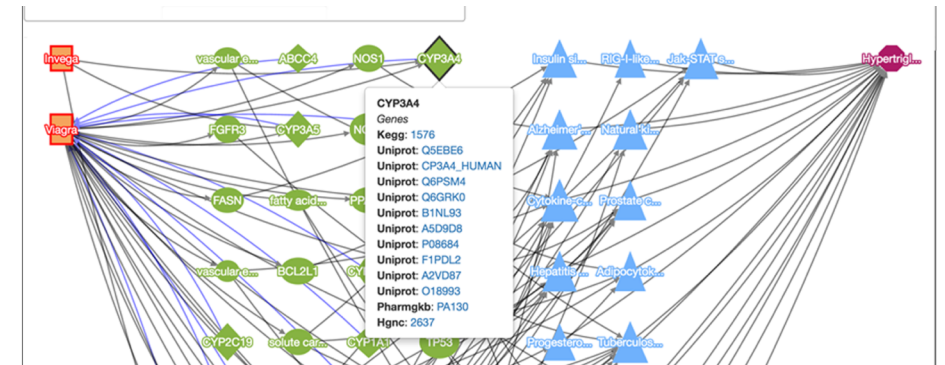 Invega
vascular e...
ABCC4
NOS1
CYP3A4
Insulin si...
RIG-I-like...
Jak-STAT s...
Hypertrigl...
CYP3A4
Genes
Kegg: 1576
Uniprot: Q5EBE6
Uniprot: CP3A4_HUMAN
Uniprot: Q6PSM4
Uniprot: Q6GRK0
Uniprot: B1NL93
Uniprot: A5D9D8
Uniprot: P08684
Uniprot: F1PDL2
Uniprot: A2VD87
Uniprot: O18993
Pharmgkb: PA130
Hgnc: 2637
Viagra
FGFR3
CYP3A5
Alzheimer'...
Natural ki...
FASN
fatty acid...
Cytokine-c...
Prostate c...
vascular e...
BCL2L1
Hepatitis ...
Adipocytok...
CYP2C19
solute car...
CYP1A1
TP53
Progestero...
Tuberculos...